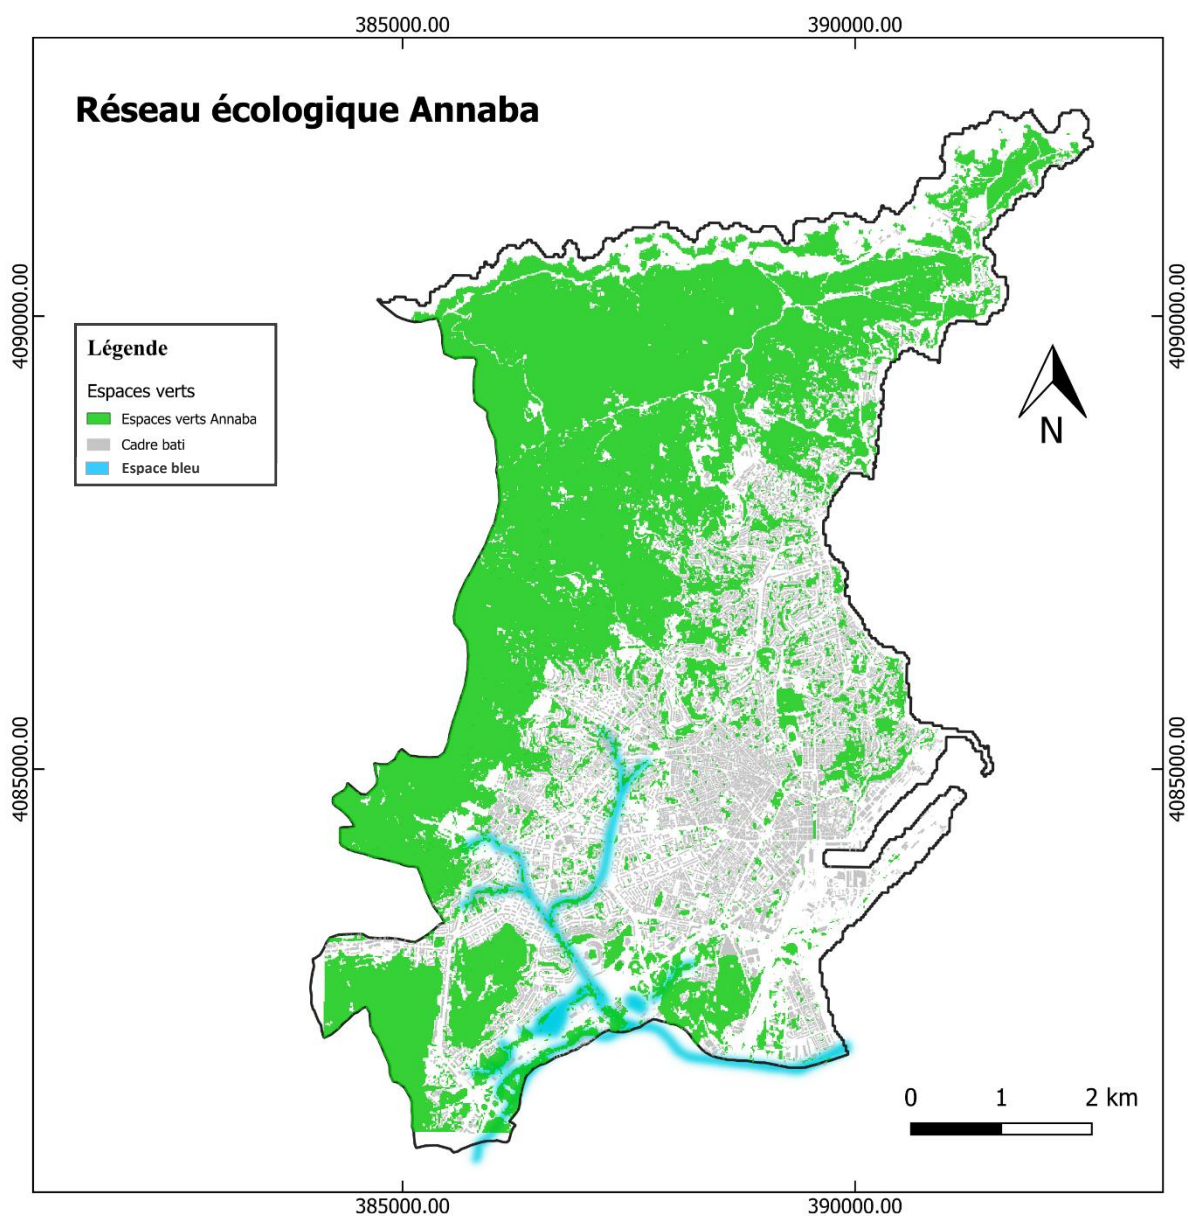 385000.00 390000.00
Réseau écologique Annaba
4090000.00
4090000.00
Légende
Espaces verts
Espaces verts Annaba
Cadre bati
Espace bleu
N
4085000.00
4085000.00
0 1 2 km
385000.00 390000.00